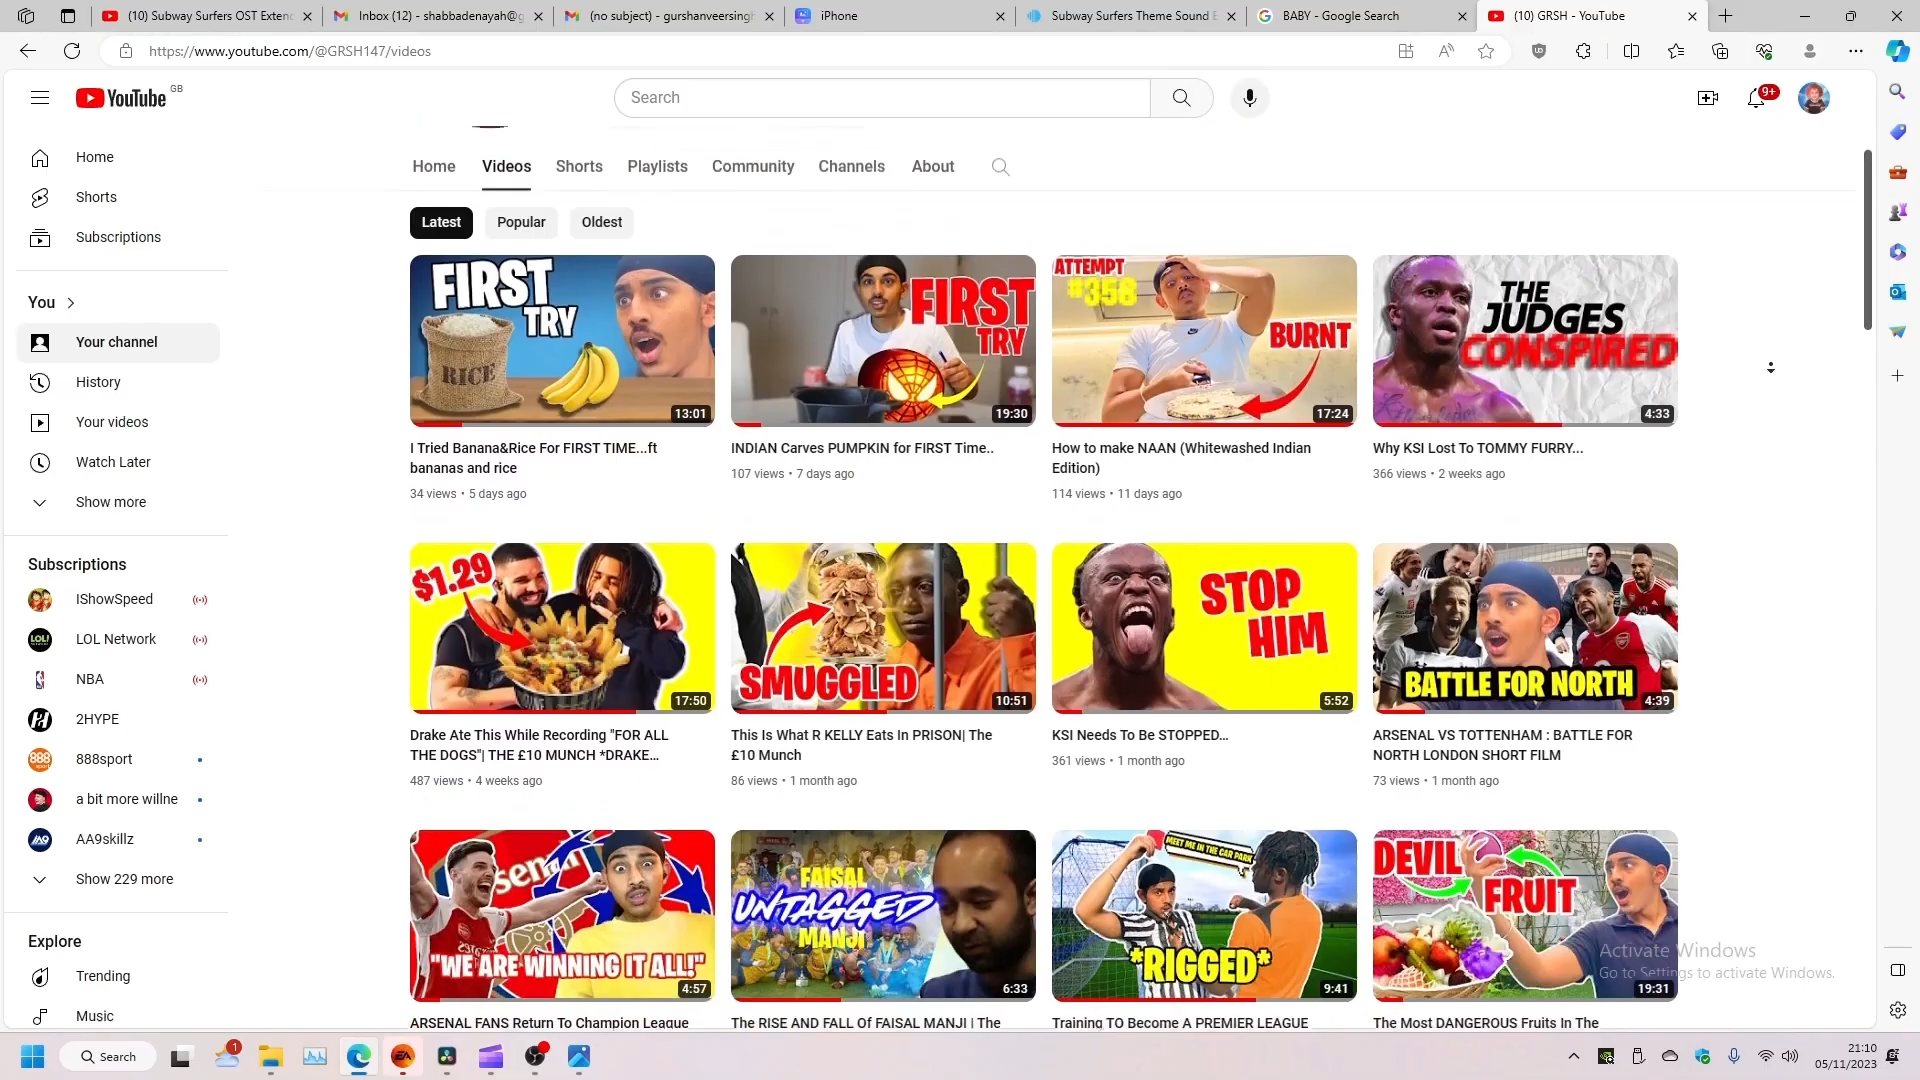 (10) Subway Surfers OST Extend
Inbox (12) - shabbadenayah@g
(no subject) - gurshanveersingh
iPhone
Subway Surfers Theme Sound E
BABY - Google Search
(10) GRSH - YouTube
https://www.youtube.com/@GRSH147/videos
YouTube GB
Search
9+
Home
Videos
Shorts
Playlists
Community
Channels
About
Latest
Popular
Oldest
Home
Shorts
Subscriptions
You
Your channel
History
Your videos
Watch Later
Show more
Subscriptions
IShowSpeed
LOL Network
NBA
2HYPE
888sport
a bit more willne
AA9skillz
Show 229 more
Explore
Trending
Music
FIRST
TRY
RICE
13:01
I Tried Banana&Rice For FIRST TIME...ft
bananas and rice
34 views • 5 days ago
FIRST
TRY
19:30
INDIAN Carves PUMPKIN for FIRST Time..
107 views • 7 days ago
ATTEMPT
#358
BURNT
17:24
How to make NAAN (Whitewashed Indian
Edition)
114 views • 11 days ago
THE
JUDGES
CONSPIRED
4:33
Why KSI Lost To TOMMY FURRY...
366 views • 2 weeks ago
$1.29
17:50
Drake Ate This While Recording "FOR ALL
THE DOGS"| THE £10 MUNCH *DRAKE...
487 views • 4 weeks ago
SMUGGLED
10:51
This Is What R KELLY Eats In PRISON| The
£10 Munch
86 views • 1 month ago
STOP
HIM
5:52
KSI Needs To Be STOPPED...
361 views • 1 month ago
BATTLE FOR NORTH
4:39
ARSENAL VS TOTTENHAM : BATTLE FOR
NORTH LONDON SHORT FILM
73 views • 1 month ago
"WE ARE WINNING IT ALL!"
4:57
ARSENAL FANS Return To Champion League
FAISAL
UNTAGGED
MANJI
6:33
The RISE AND FALL Of FAISAL MANJI | The
MEET ME IN THE CAR PARK
*RIGGED*
9:41
Training TO Become A PREMIER LEAGUE
DEVIL
FRUIT
19:31
The Most DANGEROUS Fruits In The
Activate Windows
Go to Settings to activate Windows.
1
Search
21:10
05/11/2023